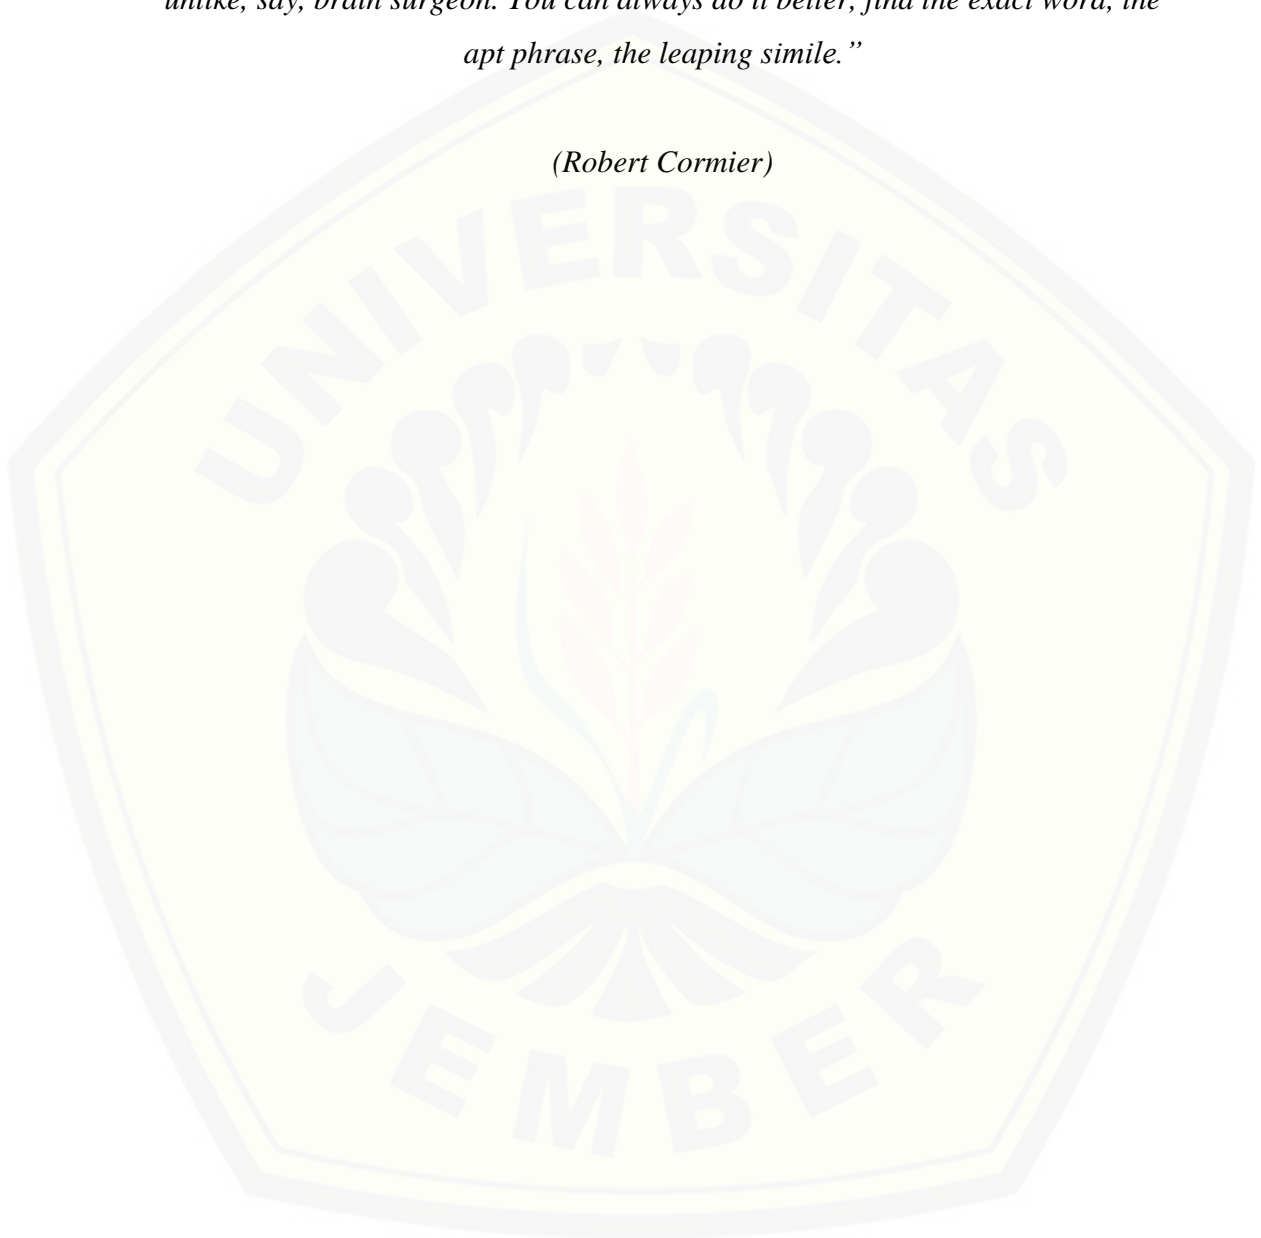 unlike, say, brain surgeon. You can always do it better, find the exact word, the
apt phrase, the leaping simile.”
(Robert Cormier)
UNIVERSITAS
JEMBER